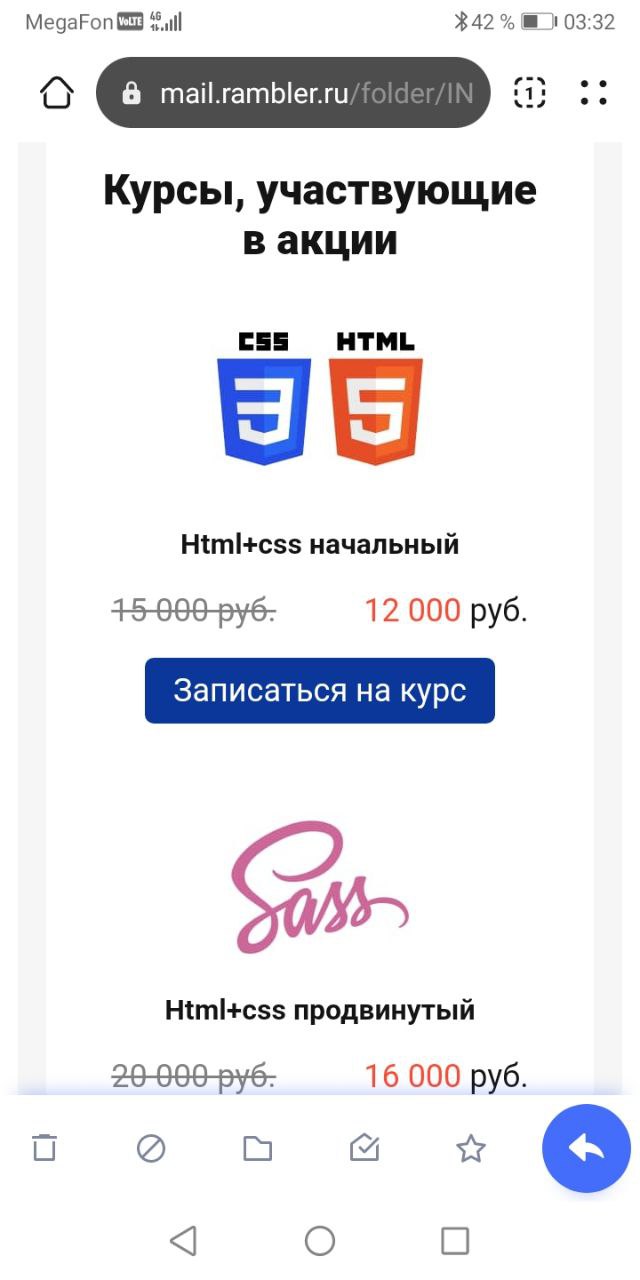 MegaFon VoLTE 4G 42 % 03:32
mail.rambler.ru/folder/IN
1
Курсы, участвующие
в акции
CSS HTML
3 5
Html+css начальный
15 000 руб. 12 000 руб.
Записаться на курс
Sass
Html+css продвинутый
20 000 руб. 16 000 руб.